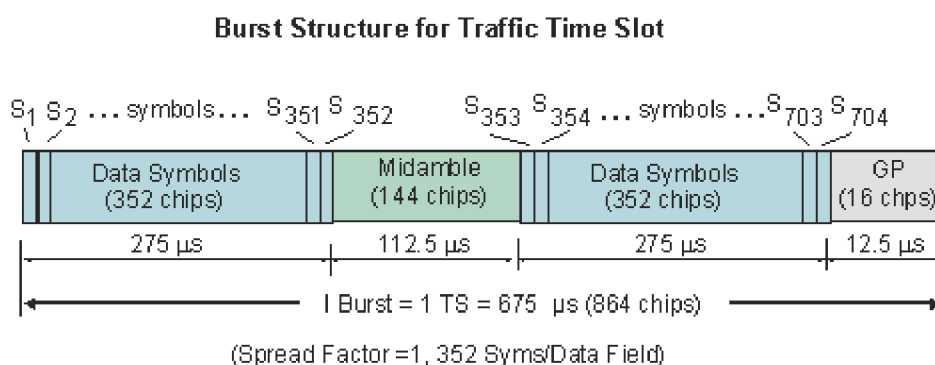 Burst Structure for Traffic Time Slot
S1 S2 ... symbols... S351 S352 S353 S354 ... symbols... S703 S704
Data Symbols Midamble Data Symbols GP
(352 chips) (144 chips) (352 chips) (16 chps)
275 µs 112.5 µs 275 µs 12.5 µs
I Burst = 1 TS = 675 µs (864 chips)
(Spread Factor =1, 352 Syms/Data Field)